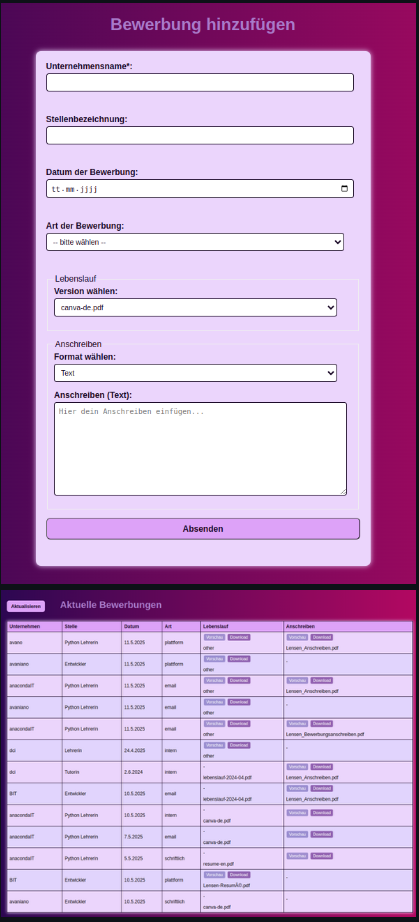 Bewerbung hinzufügen
Unternehmensname*:
Stellenbezeichnung:
Datum der Bewerbung:
tt-mm-jjjj
Art der Bewerbung:
-- bitte wählen --
Lebenslauf
Version wählen:
canva-de.pdf
Anschreiben
Format wählen:
Text
Anschreiben (Text):
Hier dein Anschreiben einfügen...
Absenden
Aktualisieren Aktuelle Bewerbungen
Unternehmen Stelle Datum Art Lebenslauf Anschreiben
avano Python Lehrerin 11.5.2025 plattform Vorschau Download other Vorschau Download Lensen_Anschreiben.pdf
avaniano Entwickler 11.5.2025 plattform Vorschau Download other -
anacondaIT Python Lehrerin 11.5.2025 email Vorschau Download other Vorschau Download Lensen_Anschreiben.pdf
avaniano Python Lehrerin 11.5.2025 email Vorschau Download other -
anacondaIT Python Lehrerin 11.5.2025 email Vorschau Download other Vorschau Download Lensen_Bewerbungsanschreiben.pdf
dci Lehrerin 24.4.2025 intern Vorschau Download other -
dci Tutorin 2.8.2024 intern - lebenslauf-2024-04.pdf Vorschau Download Lensen_Anschreiben.pdf
BIT Entwickler 10.5.2025 email - lebenslauf-2024-04.pdf Vorschau Download Lensen_Anschreiben.pdf
anacondaIT Python Lehrerin 10.5.2025 intern - canva-de.pdf Vorschau Download -
anacondaIT Python Lehrerin 7.5.2025 email - canva-de.pdf Vorschau Download
anacondaIT Python Lehrerin 5.5.2025 schriftlich - resume-en.pdf Vorschau Download
BIT Entwickler 10.5.2025 plattform Vorschau Download Lensen-ResumÃ©.pdf -
avaniano Entwickler 10.5.2025 schriftlich - canva-de.pdf -